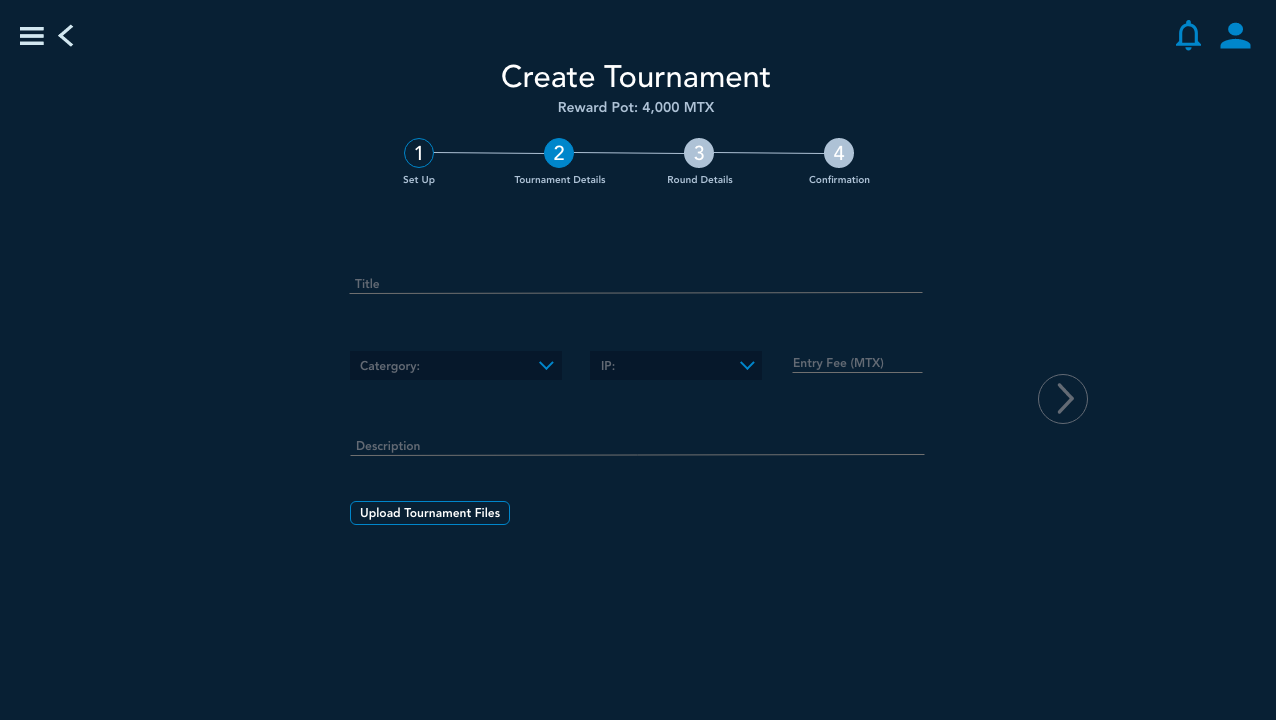 Create Tournament
Reward Pot: 4,000 MTX
1 2 3 4
Set Up Tournament Details Round Details Confirmation
Title
Catergory: IP: Entry Fee (MTX)
Description
Upload Tournament Files